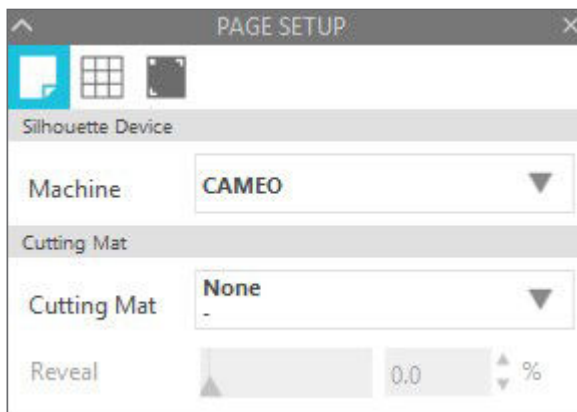 PAGE SETUP
Silhouette Device
Machine CAMEO
Cutting Mat
Cutting Mat None
-
Reveal 0.0 %